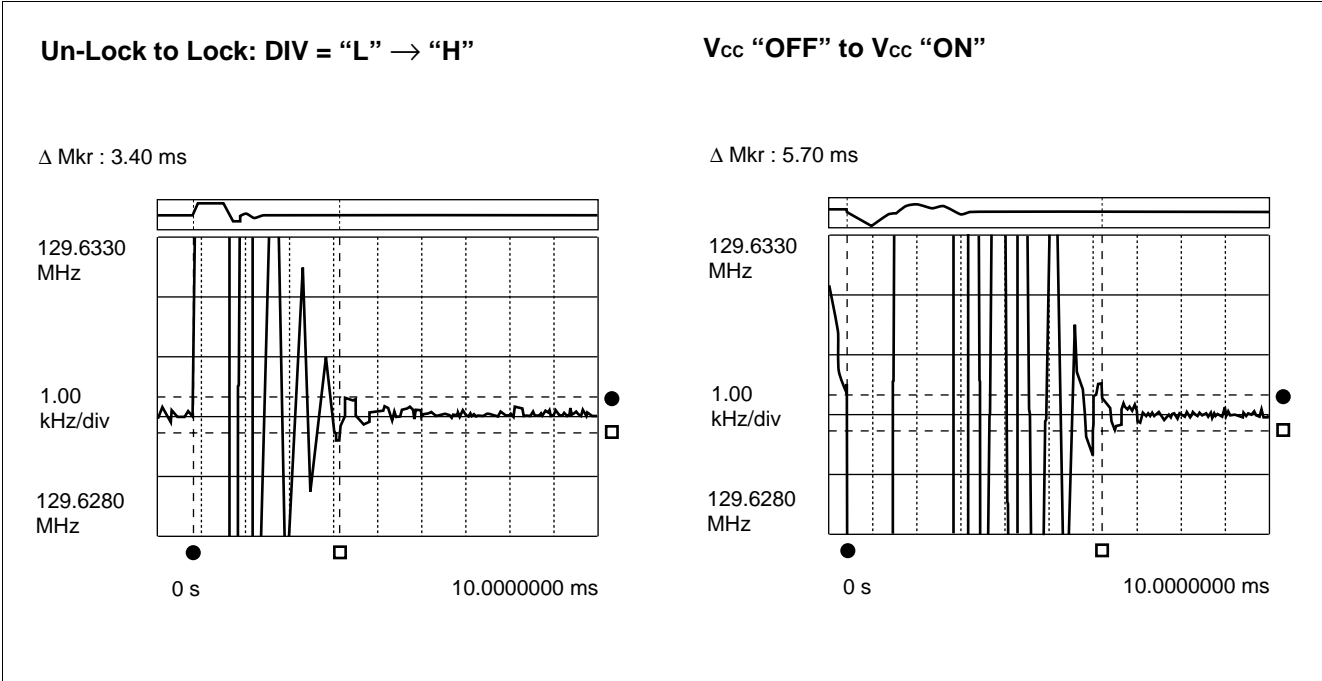 Un-Lock to Lock: DIV = “L” → “H”
∆ Mkr : 3.40 ms
129.6330
MHz
1.00
kHz/div
129.6280
MHz
0 s
10.0000000 ms
VCC “OFF” to VCC “ON”
∆ Mkr : 5.70 ms
129.6330
MHz
1.00
kHz/div
129.6280
MHz
0 s
10.0000000 ms